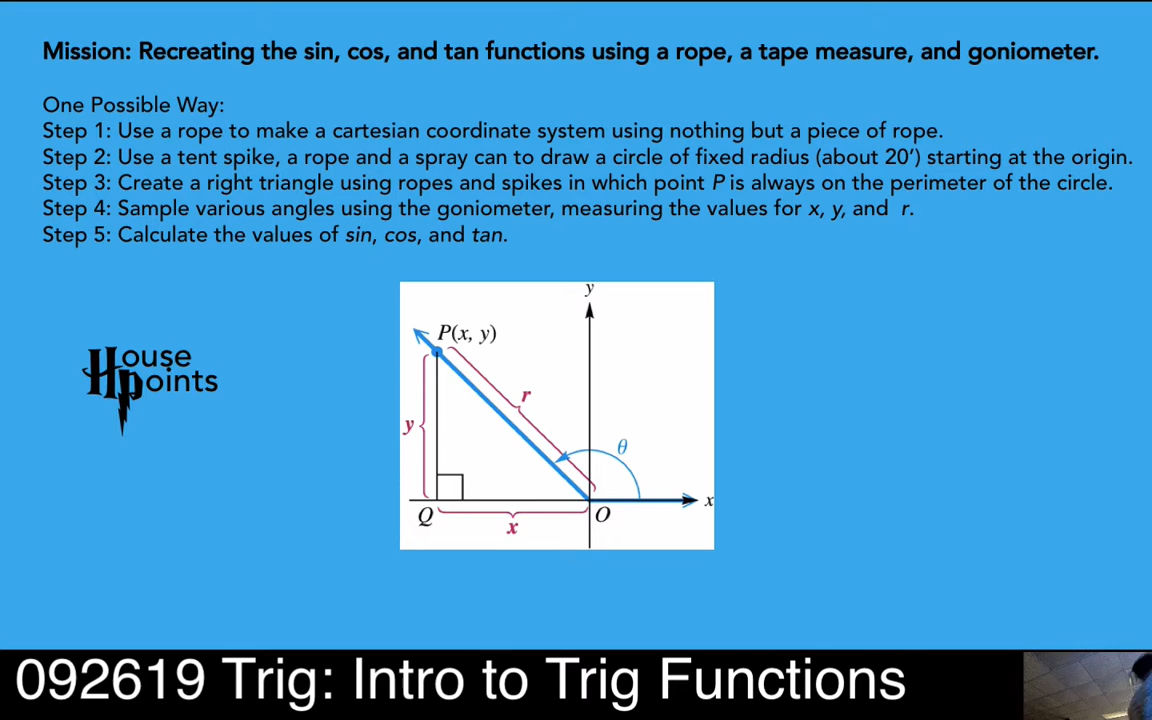 Mission: Recreating the sin, cos, and tan functions using a rope, a tape measure, and goniometer.
One Possible Way:
Step 1: Use a rope to make a cartesian coordinate system using nothing but a piece of rope.
Step 2: Use a tent spike, a rope and a spray can to draw a circle of fixed radius (about 20’) starting at the origin.
Step 3: Create a right triangle using ropes and spikes in which point P is always on the perimeter of the circle.
Step 4: Sample various angles using the goniometer, measuring the values for x, y, and r.
Step 5: Calculate the values of sin, cos, and tan.
y
P(x, y)
House
Points
r
y
θ
x
Q
O
x
092619 Trig: Intro to Trig Functions